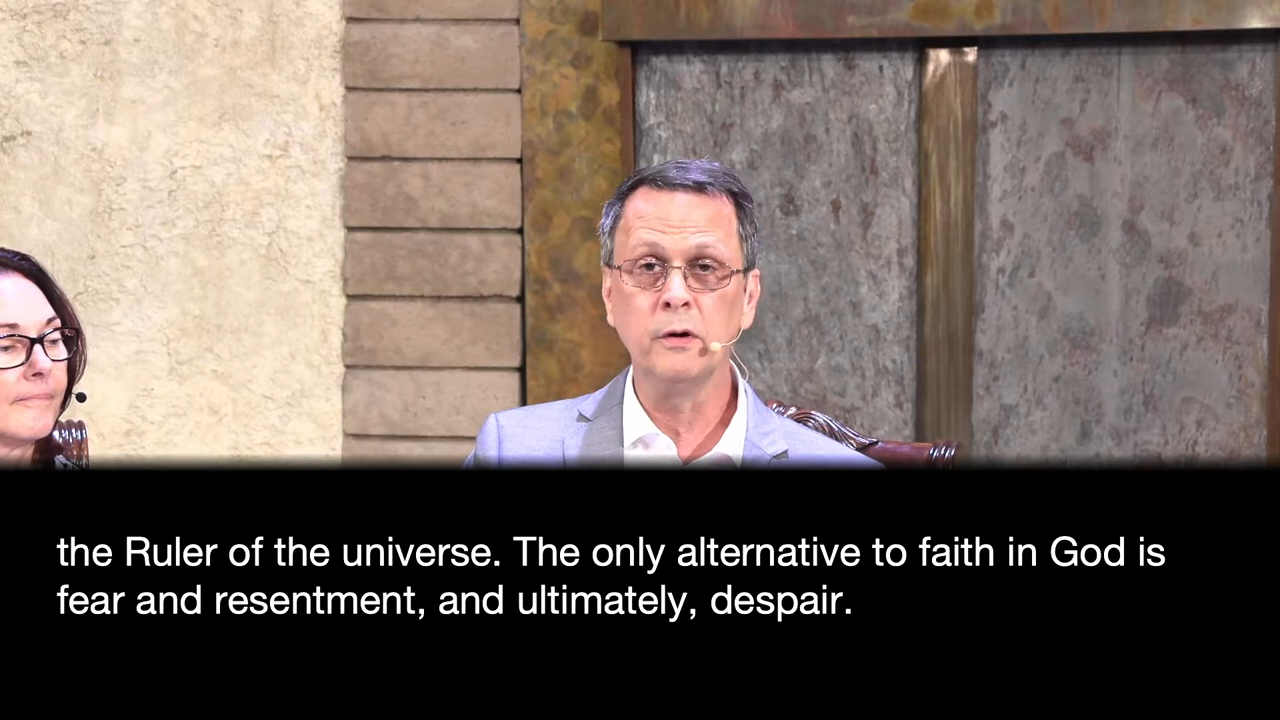 the Ruler of the universe. The only alternative to faith in God is
fear and resentment, and ultimately, despair.